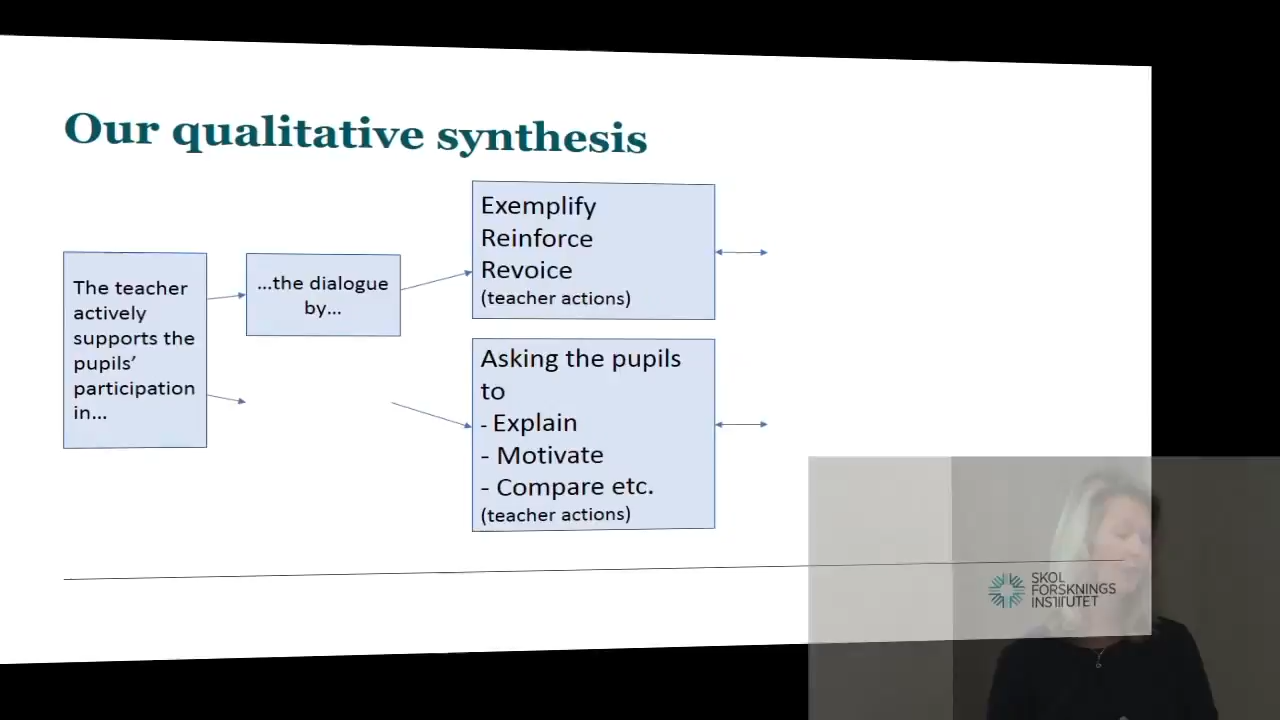 Our qualitative synthesis
The teacher
actively
supports the
pupils’
participation
in...
...the dialogue
by...
Exemplify
Reinforce
Revoice
(teacher actions)
Asking the pupils
to
- Explain
- Motivate
- Compare etc.
(teacher actions)
SKOL
FORSKNINGS
INSTITUTET